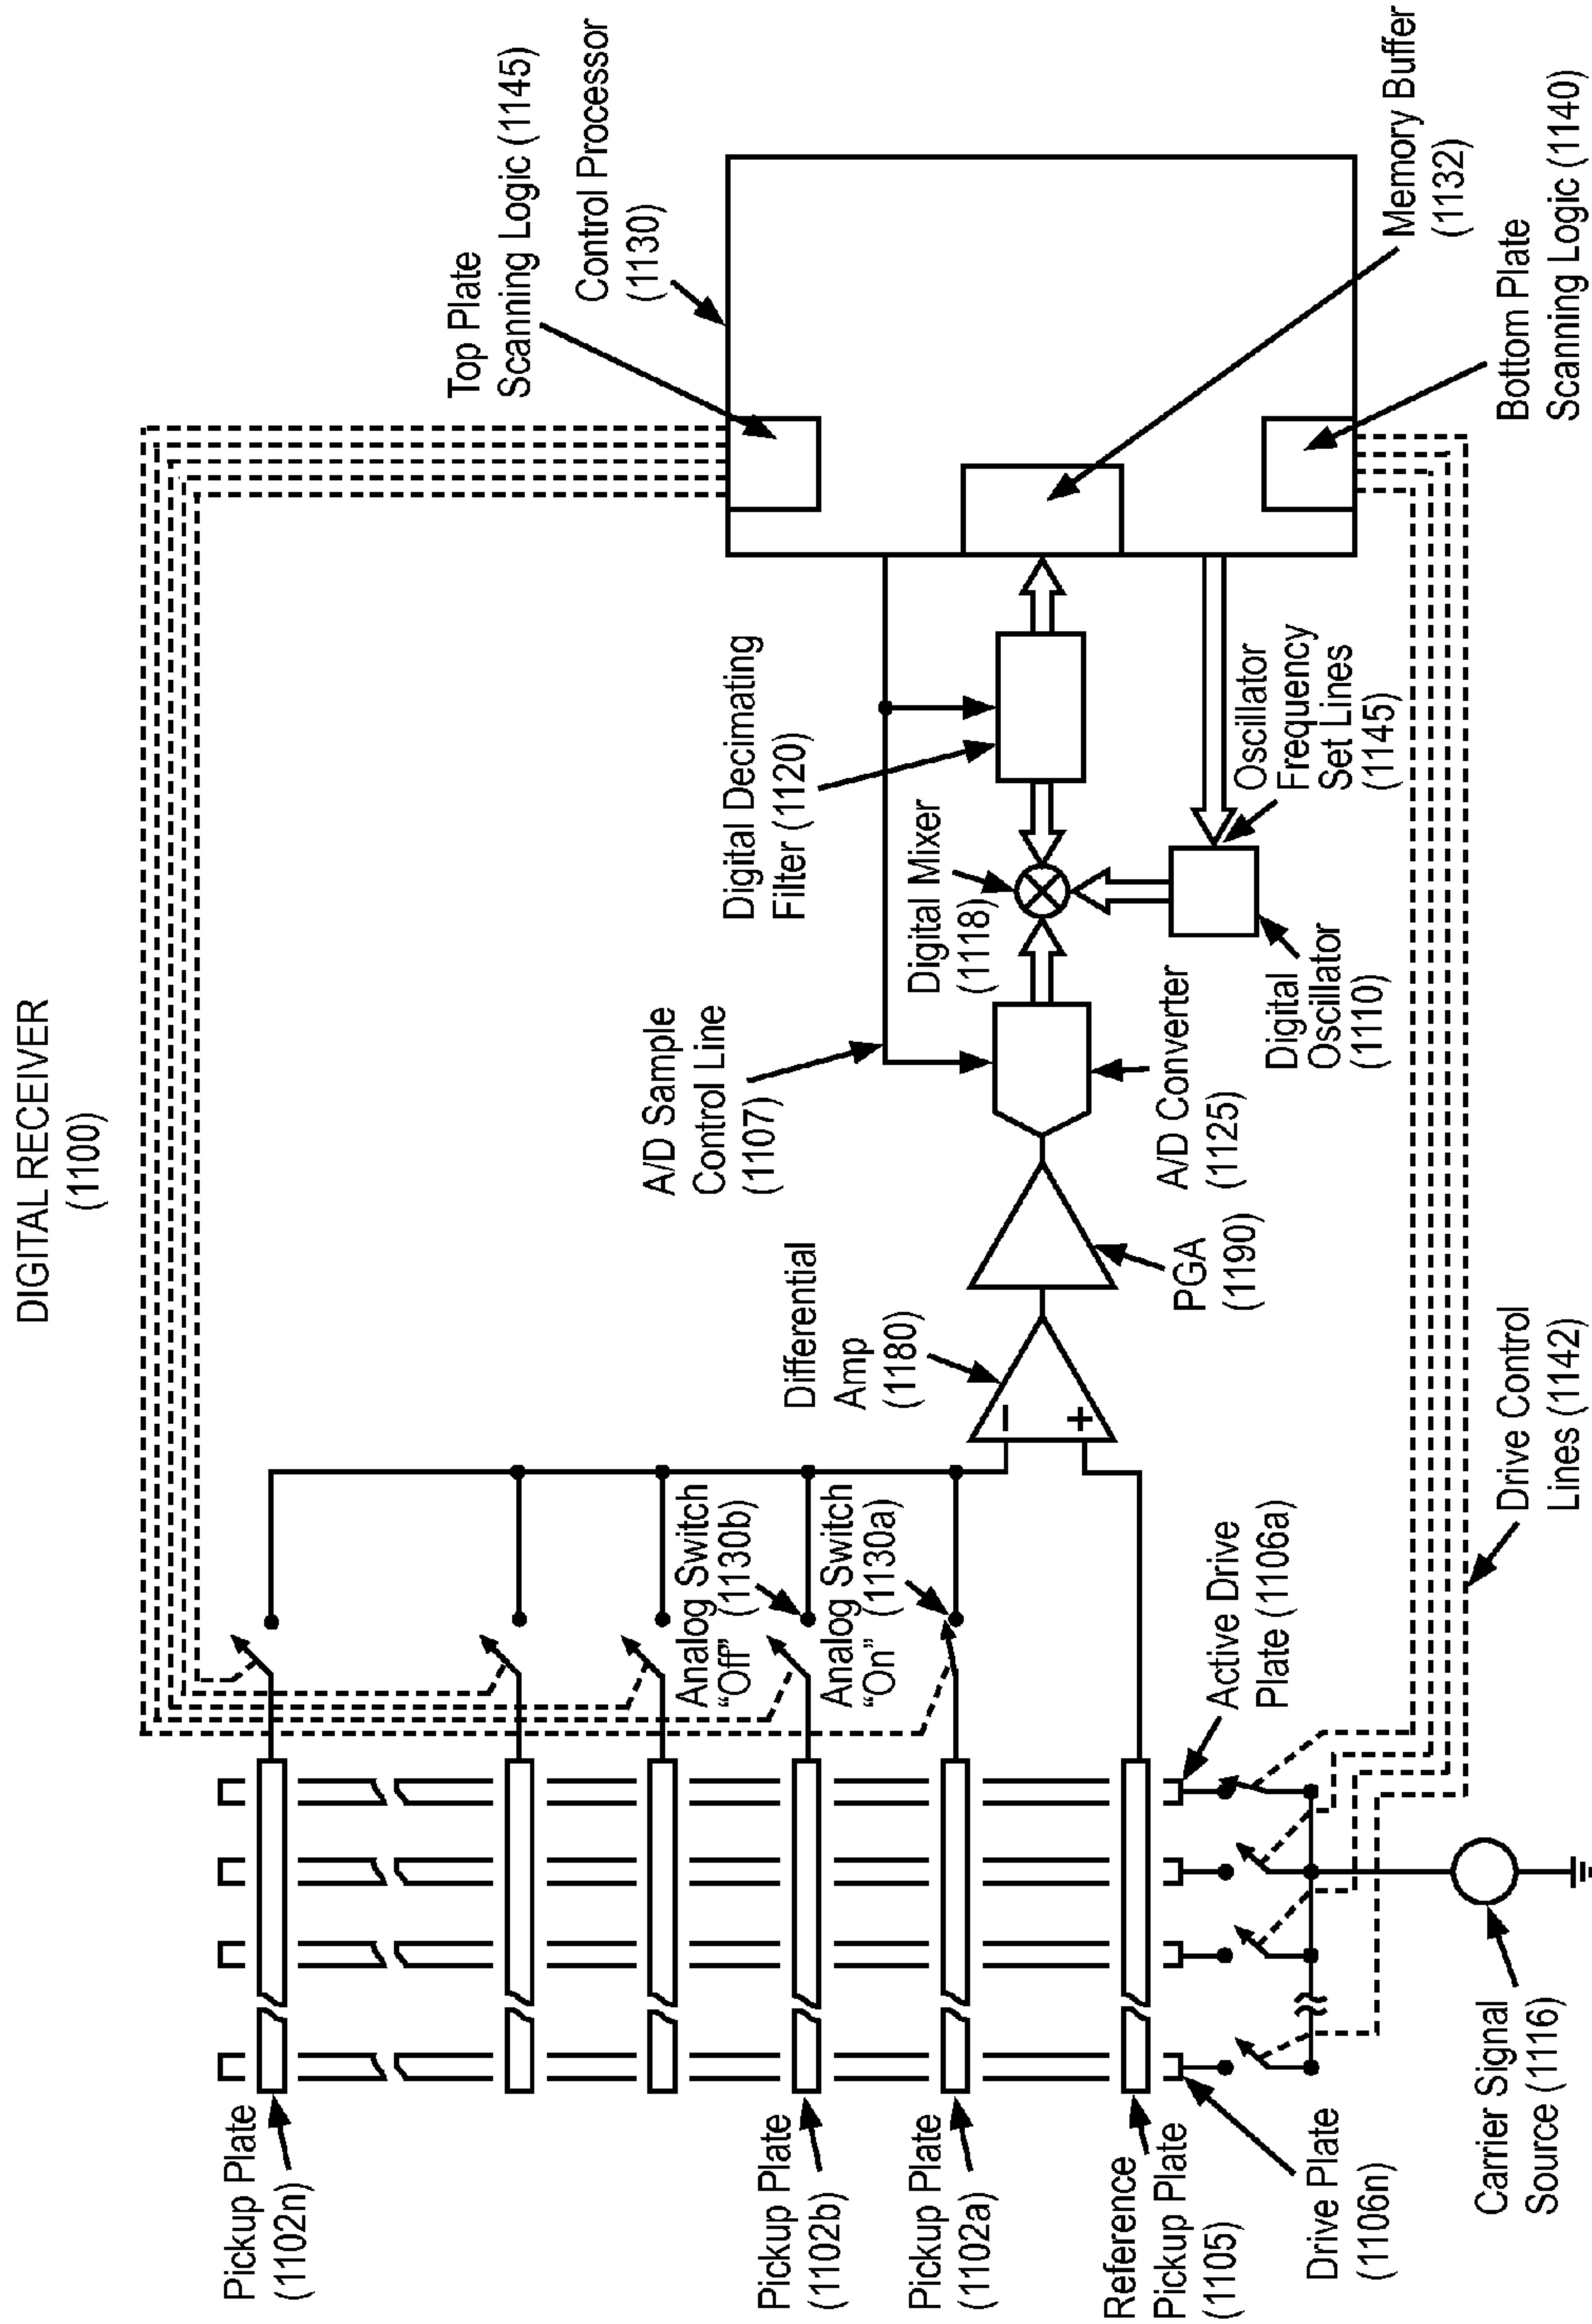 DIGITAL RECEIVER
(1100)
Top Plate
Scanning Logic (1145)
Control Processor
(1130)
Digital Decimating
Filter (1120)
A/D Sample
Control Line
(1107)
Digital Mixer
(1118)
Differential
Amp
(1180)
−
+
PGA
(1190)
A/D Converter
(1125)
Digital
Oscillator
(1110)
Oscillator
Frequency
Set Lines
(1145)
Memory Buffer
(1132)
Bottom Plate
Scanning Logic (1140)
Analog Switch
“Off” (1130b)
Analog Switch
“On” (1130a)
Active Drive
Plate (1106a)
Drive Control
Lines (1142)
Pickup Plate
(1102n)
Pickup Plate
(1102b)
Pickup Plate
(1102a)
Reference
Pickup Plate
(1105)
Drive Plate
(1106n)
Carrier Signal
Source (1116)